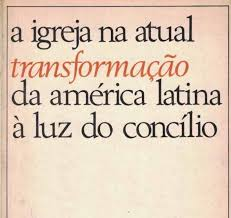 a igreja na atual
transformação
da américa latina
à luz do concílio